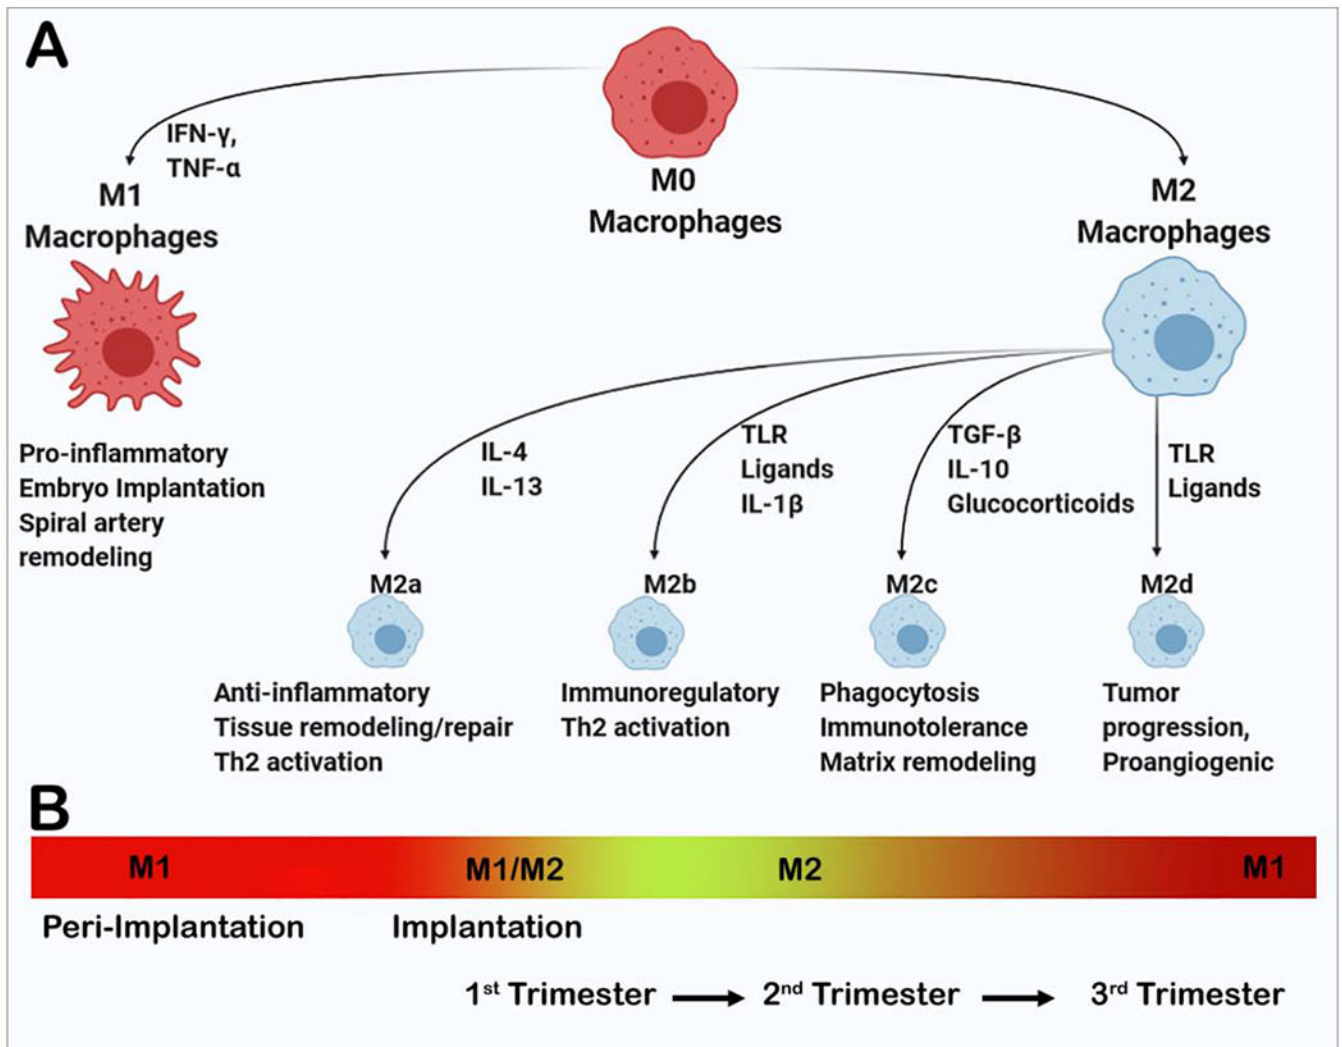 A
IFN-γ,
TNF-α
M1
Macrophages
M0
Macrophages
M2
Macrophages
Pro-inflammatory
Embryo Implantation
Spiral artery
remodeling
IL-4
IL-13
TLR
Ligands
IL-1β
TGF-β
IL-10
Glucocorticoids
TLR
Ligands
M2a
Anti-inflammatory
Tissue remodeling/repair
Th2 activation
M2b
Immunoregulatory
Th2 activation
M2c
Phagocytosis
Immunotolerance
Matrix remodeling
M2d
Tumor
progression,
Proangiogenic
B
M1 M1/M2 M2 M1
Peri-Implantation Implantation
1st Trimester 2nd Trimester 3rd Trimester